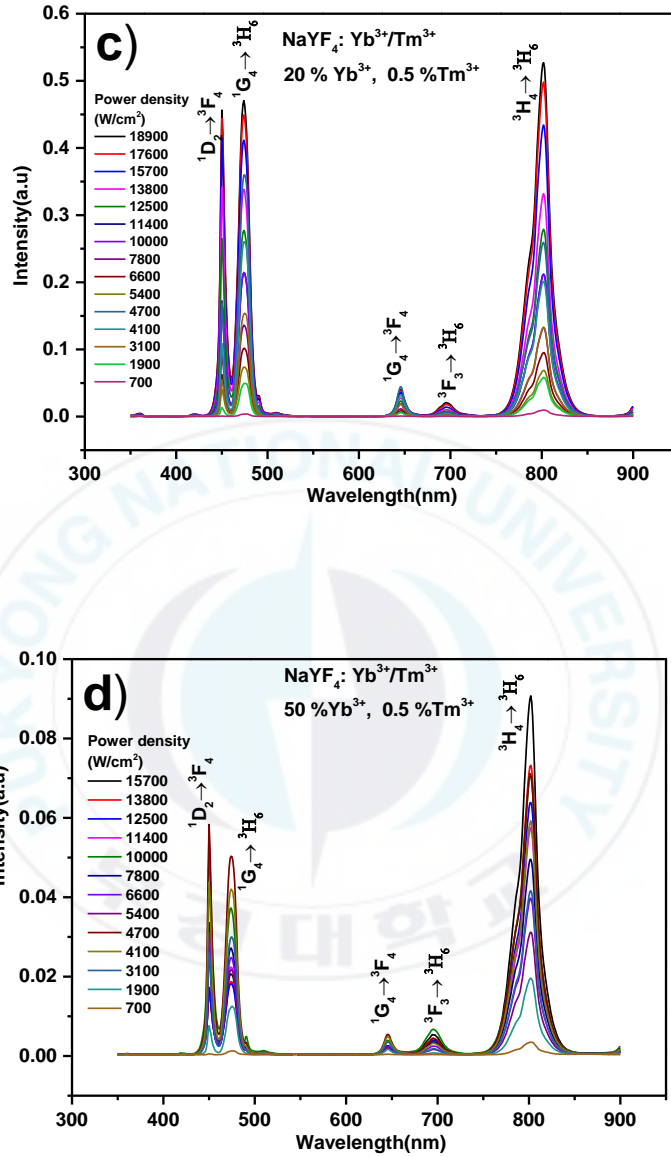 c)
NaYF₄: Yb³⁺/Tm³⁺
20 % Yb³⁺, 0.5 %Tm³⁺
¹D₂→³F₄
¹G₄→³H₆
¹G₄→³F₄
³F₃→³H₆
³H₄→³H₆
Power density
(W/cm²)
18900
17600
15700
13800
12500
11400
10000
7800
6600
5400
4700
4100
3100
1900
700
Intensity(a.u)
0.6
0.5
0.4
0.3
0.2
0.1
0.0
300 400 500 600 700 800 900
Wavelength(nm)
PUKYONG NATIONAL UNIVERSITY
d)
NaYF₄: Yb³⁺/Tm³⁺
50 %Yb³⁺, 0.5 %Tm³⁺
¹D₂→³F₄
¹G₄→³H₆
¹G₄→³F₄
³F₃→³H₆
³H₄→³H₆
Power density
(W/cm²)
15700
13800
12500
11400
10000
7800
6600
5400
4700
4100
3100
1900
700
0.10
0.08
0.06
0.04
0.02
0.00
300 400 500 600 700 800 900
Wavelength(nm)
대학